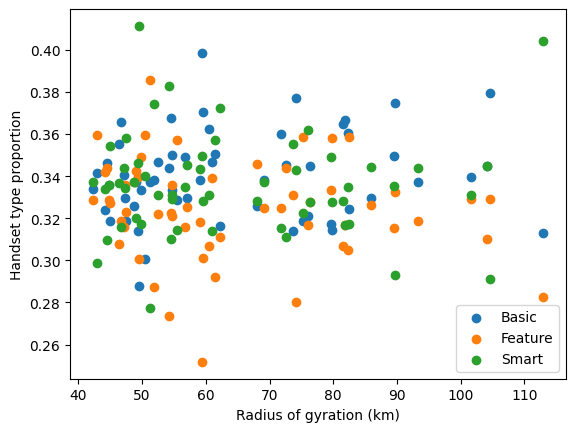 0.40
0.38
0.36
0.34
0.32
0.30
0.28
0.26
Handset type proportion
40 50 60 70 80 90 100 110
Radius of gyration (km)
Basic
Feature
Smart